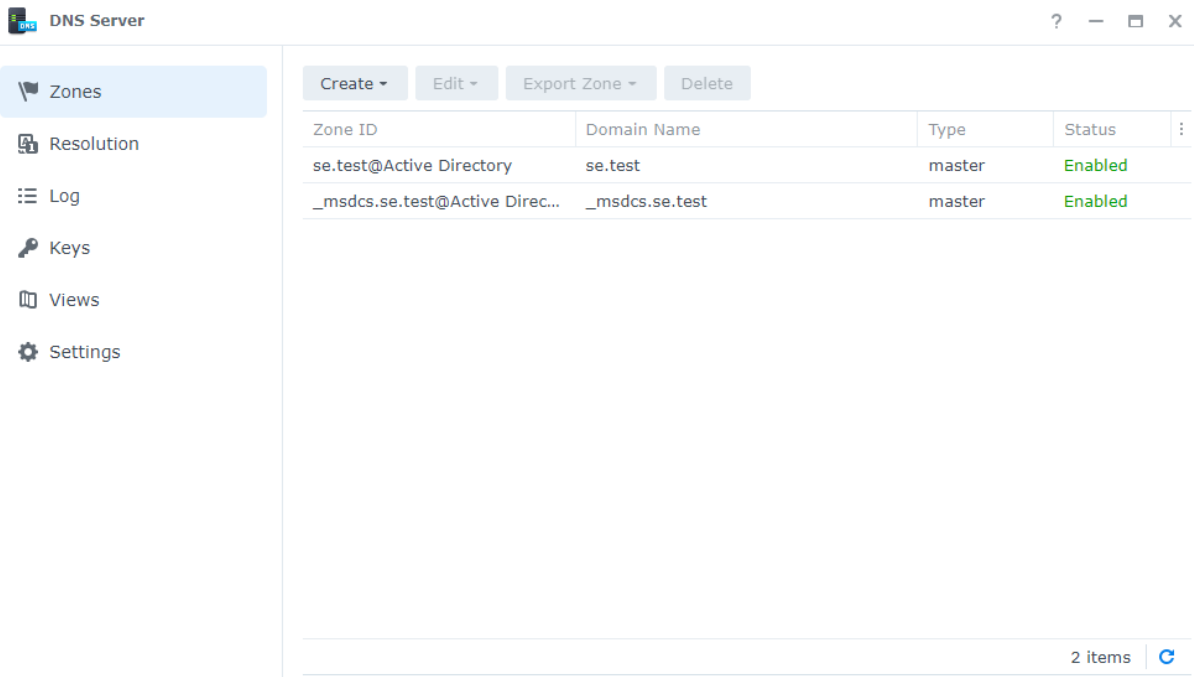 DNS Server
Zones
Resolution
Log
Keys
Views
Settings
Create Edit Export Zone Delete
Zone ID Domain Name Type Status
se.test@Active Directory se.test master Enabled
_msdcs.se.test@Active Direc... _msdcs.se.test master Enabled
2 items